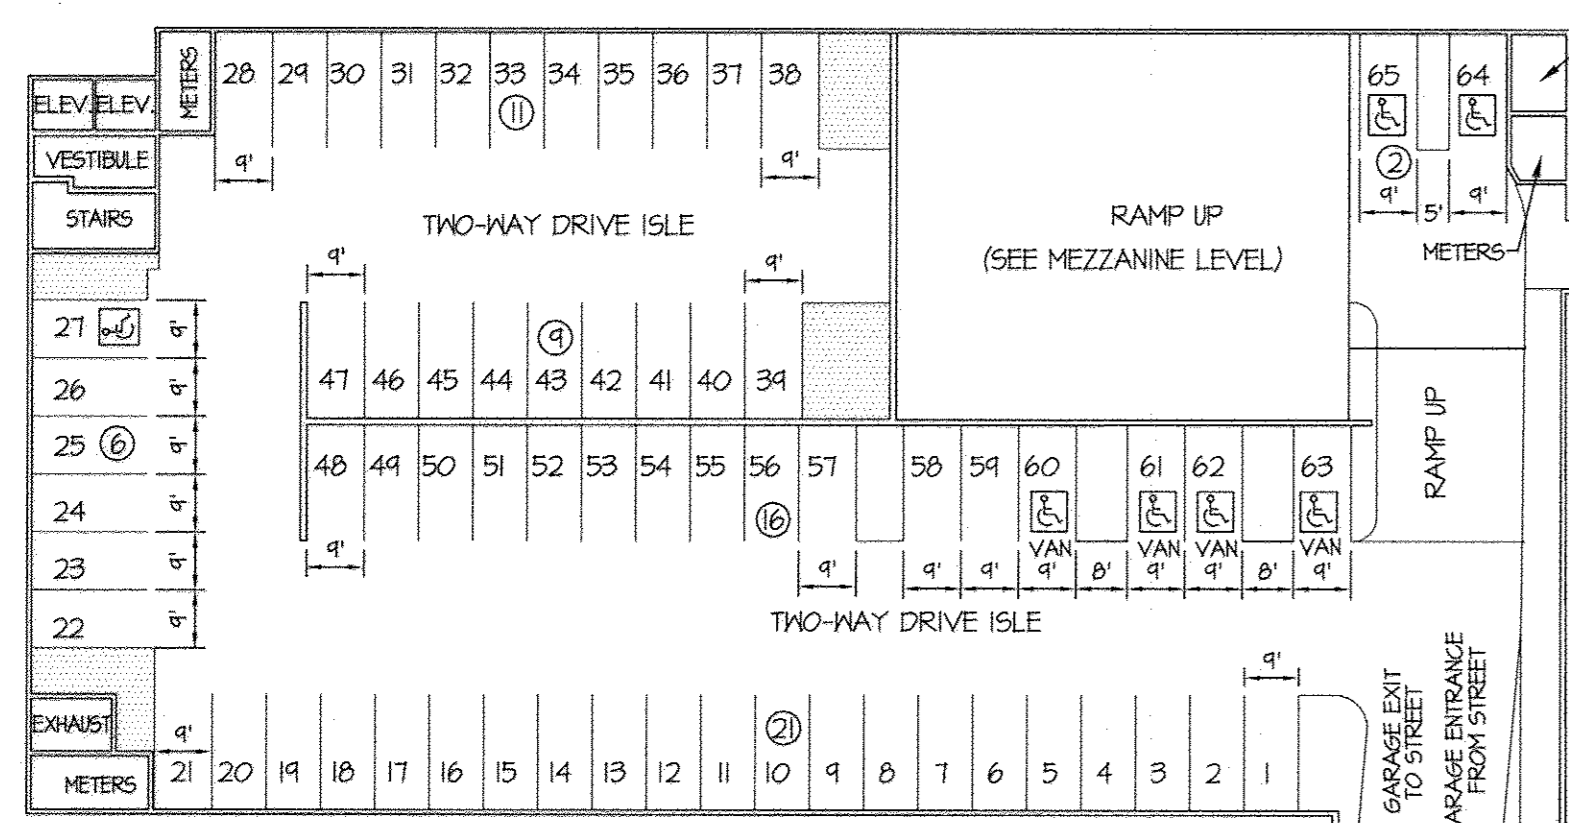 METERS
28 29 30 31 32 33 34 35 36 37 38
11
65 64
ELEV. ELEV.
VESTIBULE
9' 9'
2
9' 5' 9'
STAIRS
TWO-WAY DRIVE ISLE
RAMP UP
(SEE MEZZANINE LEVEL)
METERS
9' 9'
27 9'
26 9'
25 6 9'
24 9'
23 9'
22 9'
9
47 46 45 44 43 42 41 40 39
RAMP UP
48 49 50 51 52 53 54 55 56 57 58 59 60 61 62 63
16
VAN VAN VAN VAN
9' 9' 9' 9' 9' 8' 9' 9' 8' 9'
TWO-WAY DRIVE ISLE
9'
EXHAUST
9'
21
METERS
21 20 19 18 17 16 15 14 13 12 11 10 9 8 7 6 5 4 3 2 1
GARAGE EXIT
TO STREET
ARAGE ENTRANCE
FROM STREET